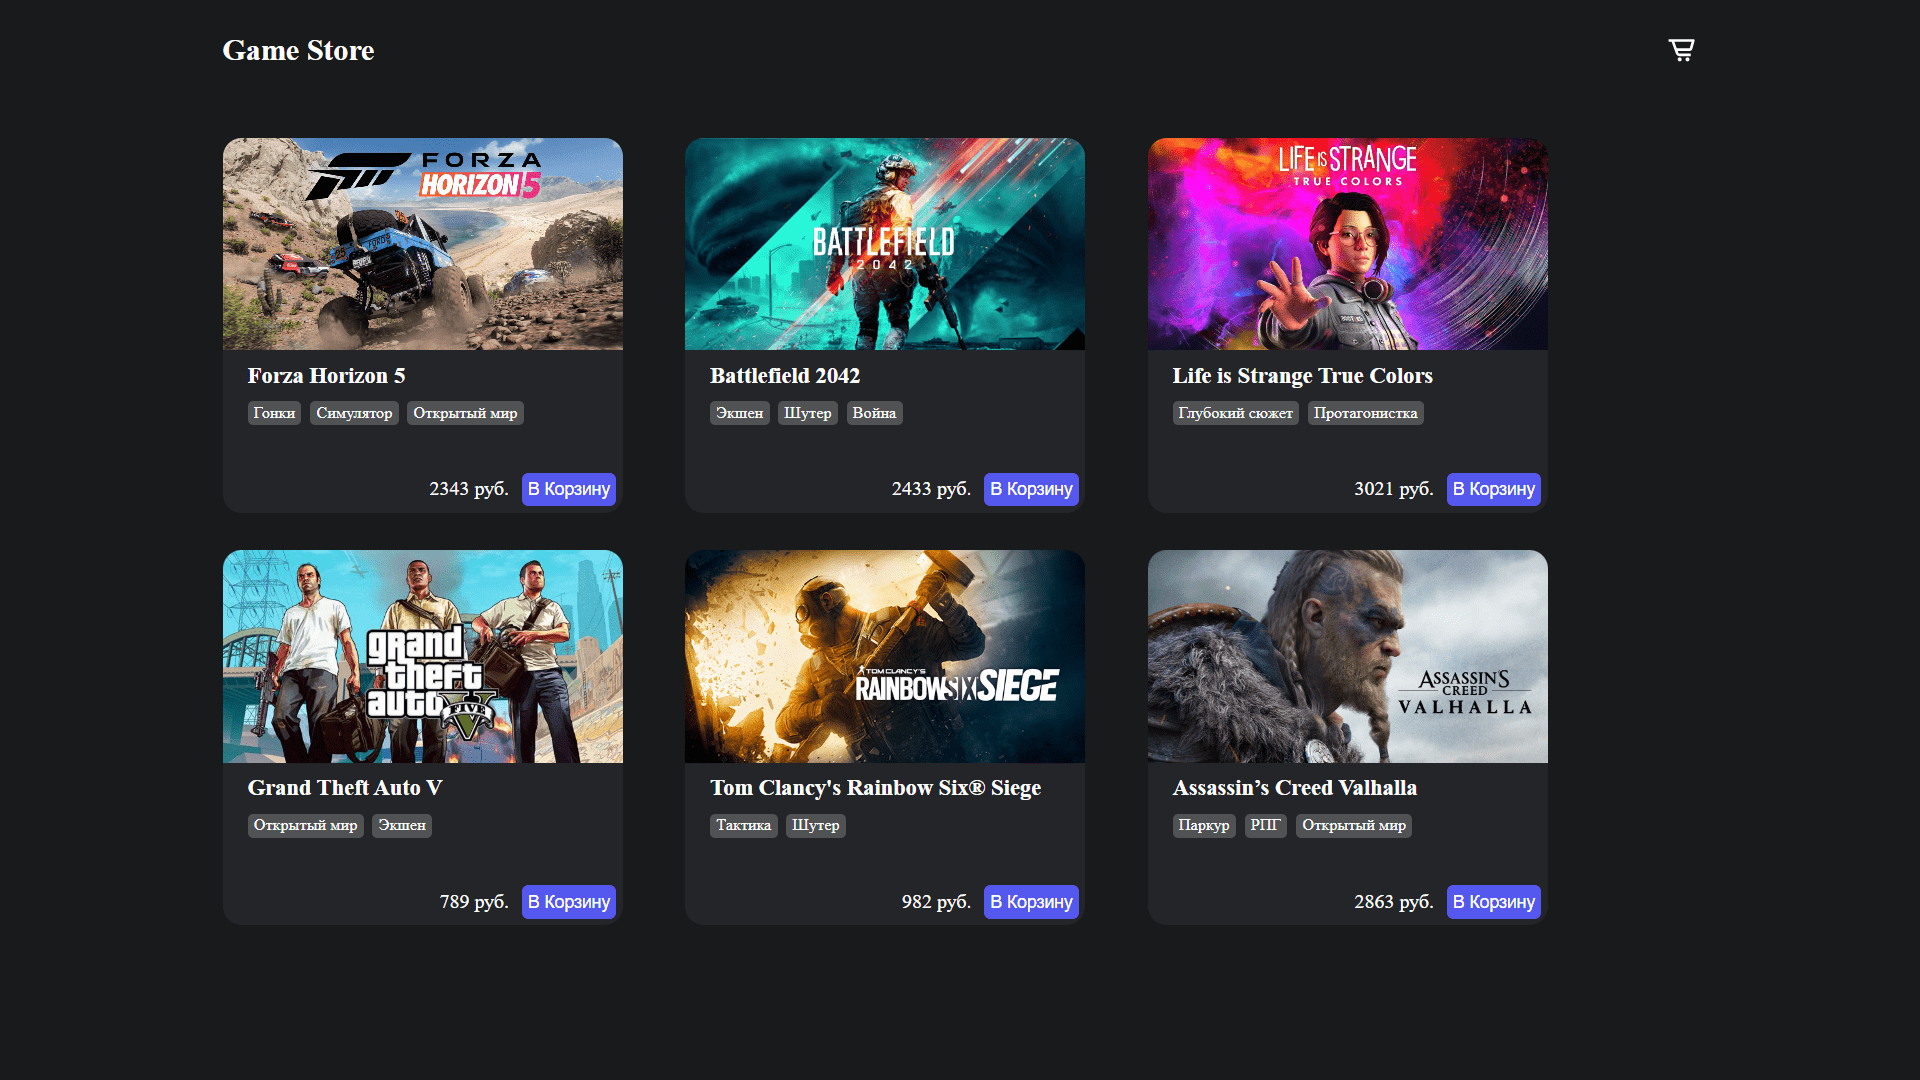 Game Store
FORZA
HORIZON 5
Forza Horizon 5
Гонки Симулятор Открытый мир
2343 руб. В Корзину
BATTLEFIELD
2042
Battlefield 2042
Экшен Шутер Война
2433 руб. В Корзину
LIFE IS STRANGE
TRUE COLORS
Life is Strange True Colors
Глубокий сюжет Протагонистка
3021 руб. В Корзину
grand
theft
auto V
FIVE
Grand Theft Auto V
Открытый мир Экшен
789 руб. В Корзину
TOM CLANCY'S
RAINBOW SIX SIEGE
Tom Clancy's Rainbow Six® Siege
Тактика Шутер
982 руб. В Корзину
ASSASSIN'S
CREED
VALHALLA
Assassin’s Creed Valhalla
Паркур РПГ Открытый мир
2863 руб. В Корзину